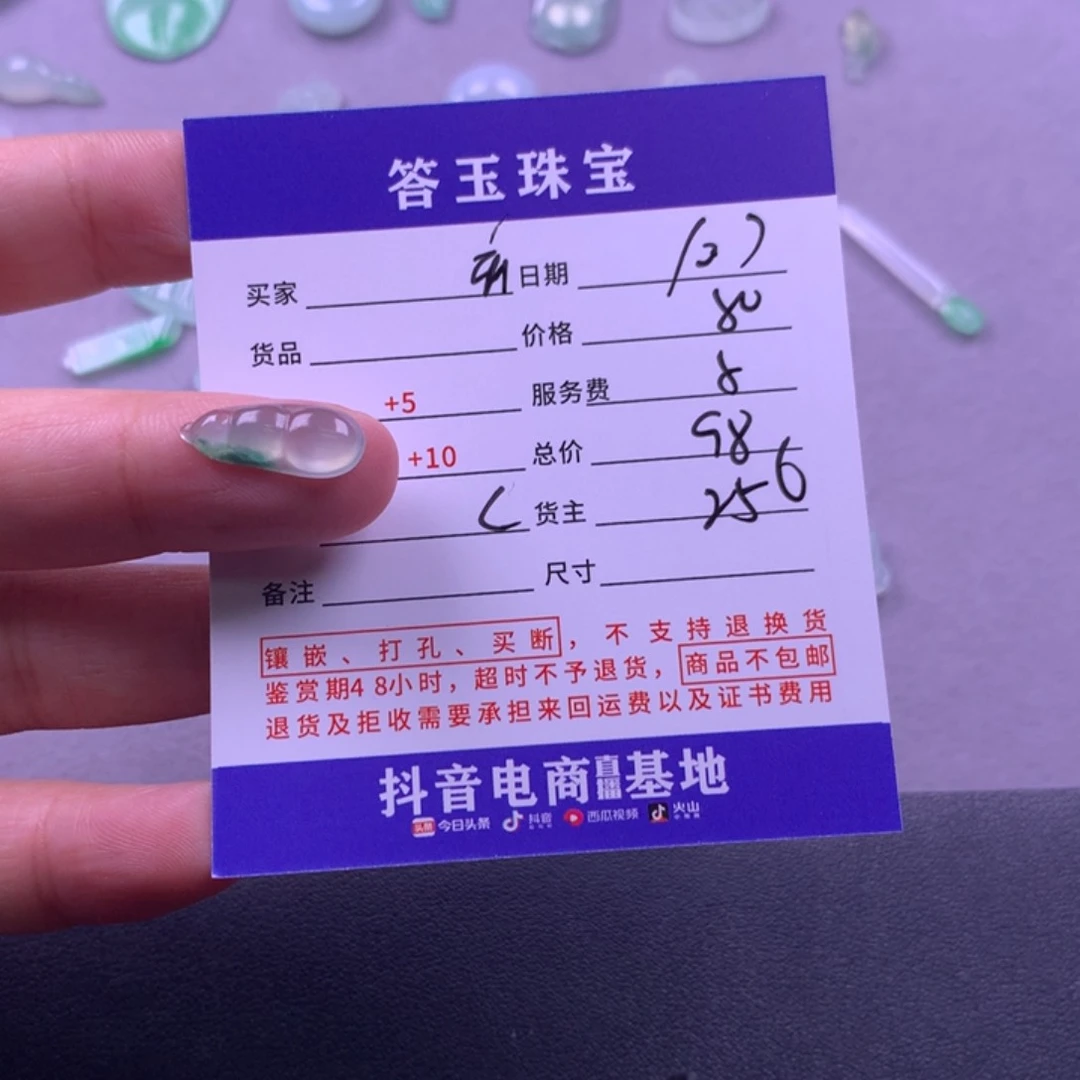 答玉珠宝
买家 日期
货品 价格 80
+5 服务费 8
+10 总价 98
C 货主 256
备注 尺寸
镶嵌、打孔、买断，不支持退换货
鉴赏期48小时，超时不予退货，商品不包邮
退货及拒收需要承担来回运费以及证书费用
抖音电商直播基地
头条 今日头条 抖音 西瓜视频 火山